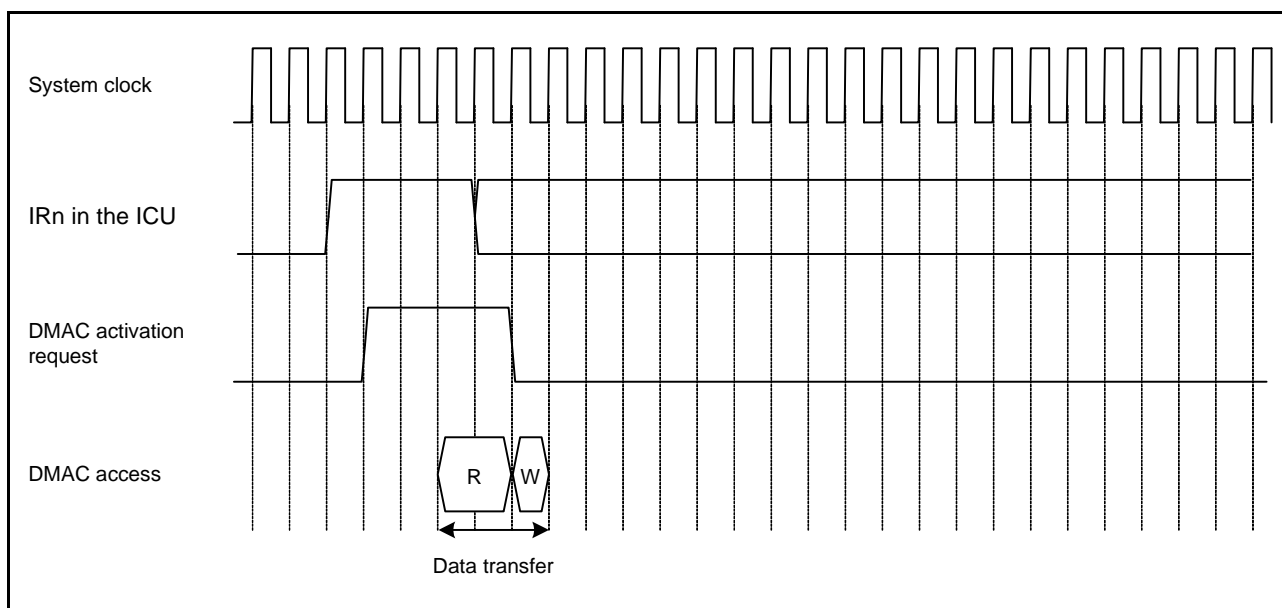 System clock
IRn in the ICU
DMAC activation
request
DMAC access
R
W
Data transfer